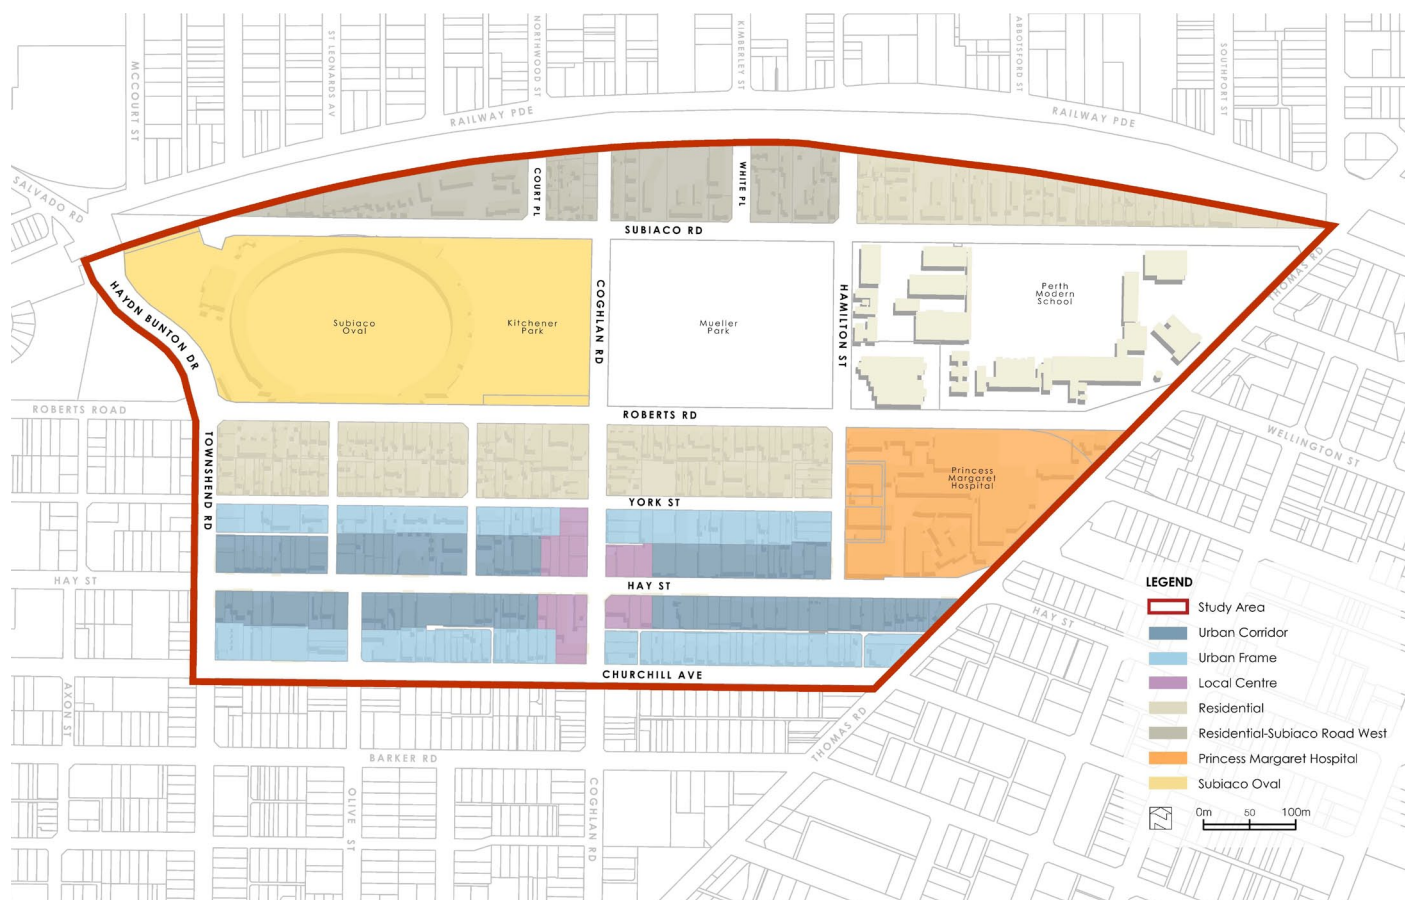 ST LEONARDS AV
NORTHWOOD ST
KIMBERLEY ST
ABBOTSFORD ST
SOUTHPORT ST
MCCOURT ST
RAILWAY PDE
RAILWAY PDE
SALVADO RD
COURT PL
WHITE PL
SUBIACO RD
THOMAS RD
HAYDN BUNTON DR
COGHLAN RD
HAMILTON ST
Subiaco
Oval
Kitchener
Park
Mueller
Park
Perth
Modern
School
ROBERTS ROAD
ROBERTS RD
WELLINGTON ST
TOWNSHEND RD
Princess
Margaret
Hospital
YORK ST
HAY ST
HAY ST
HAY ST
CHURCHILL AVE
AXON ST
THOMAS RD
BARKER RD
OLIVE ST
COGHLAN RD
LEGEND
Study Area
Urban Corridor
Urban Frame
Local Centre
Residential
Residential-Subiaco Road West
Princess Margaret Hospital
Subiaco Oval
0m 50 100m